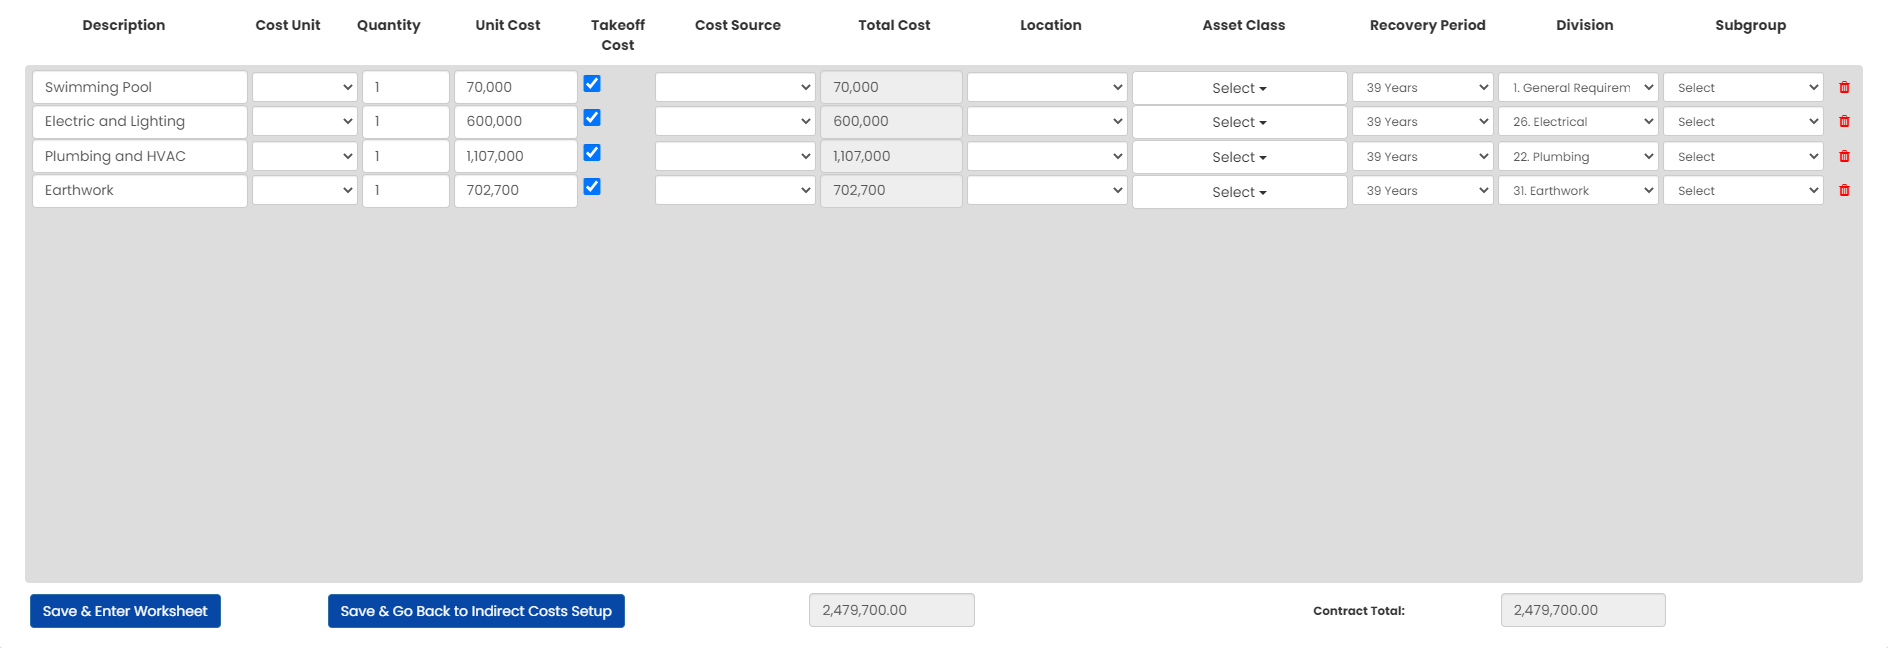 Description Cost Unit Quantity Unit Cost Takeoff Cost Cost Source Total Cost Location Asset Class Recovery Period Division Subgroup
Swimming Pool 1 70,000 70,000 Select 39 Years 1. General Requirem Select
Electric and Lighting 1 600,000 600,000 Select 39 Years 26. Electrical Select
Plumbing and HVAC 1 1,107,000 1,107,000 Select 39 Years 22. Plumbing Select
Earthwork 1 702,700 702,700 Select 39 Years 31. Earthwork Select
Save & Enter Worksheet Save & Go Back to Indirect Costs Setup 2,479,700.00 Contract Total: 2,479,700.00